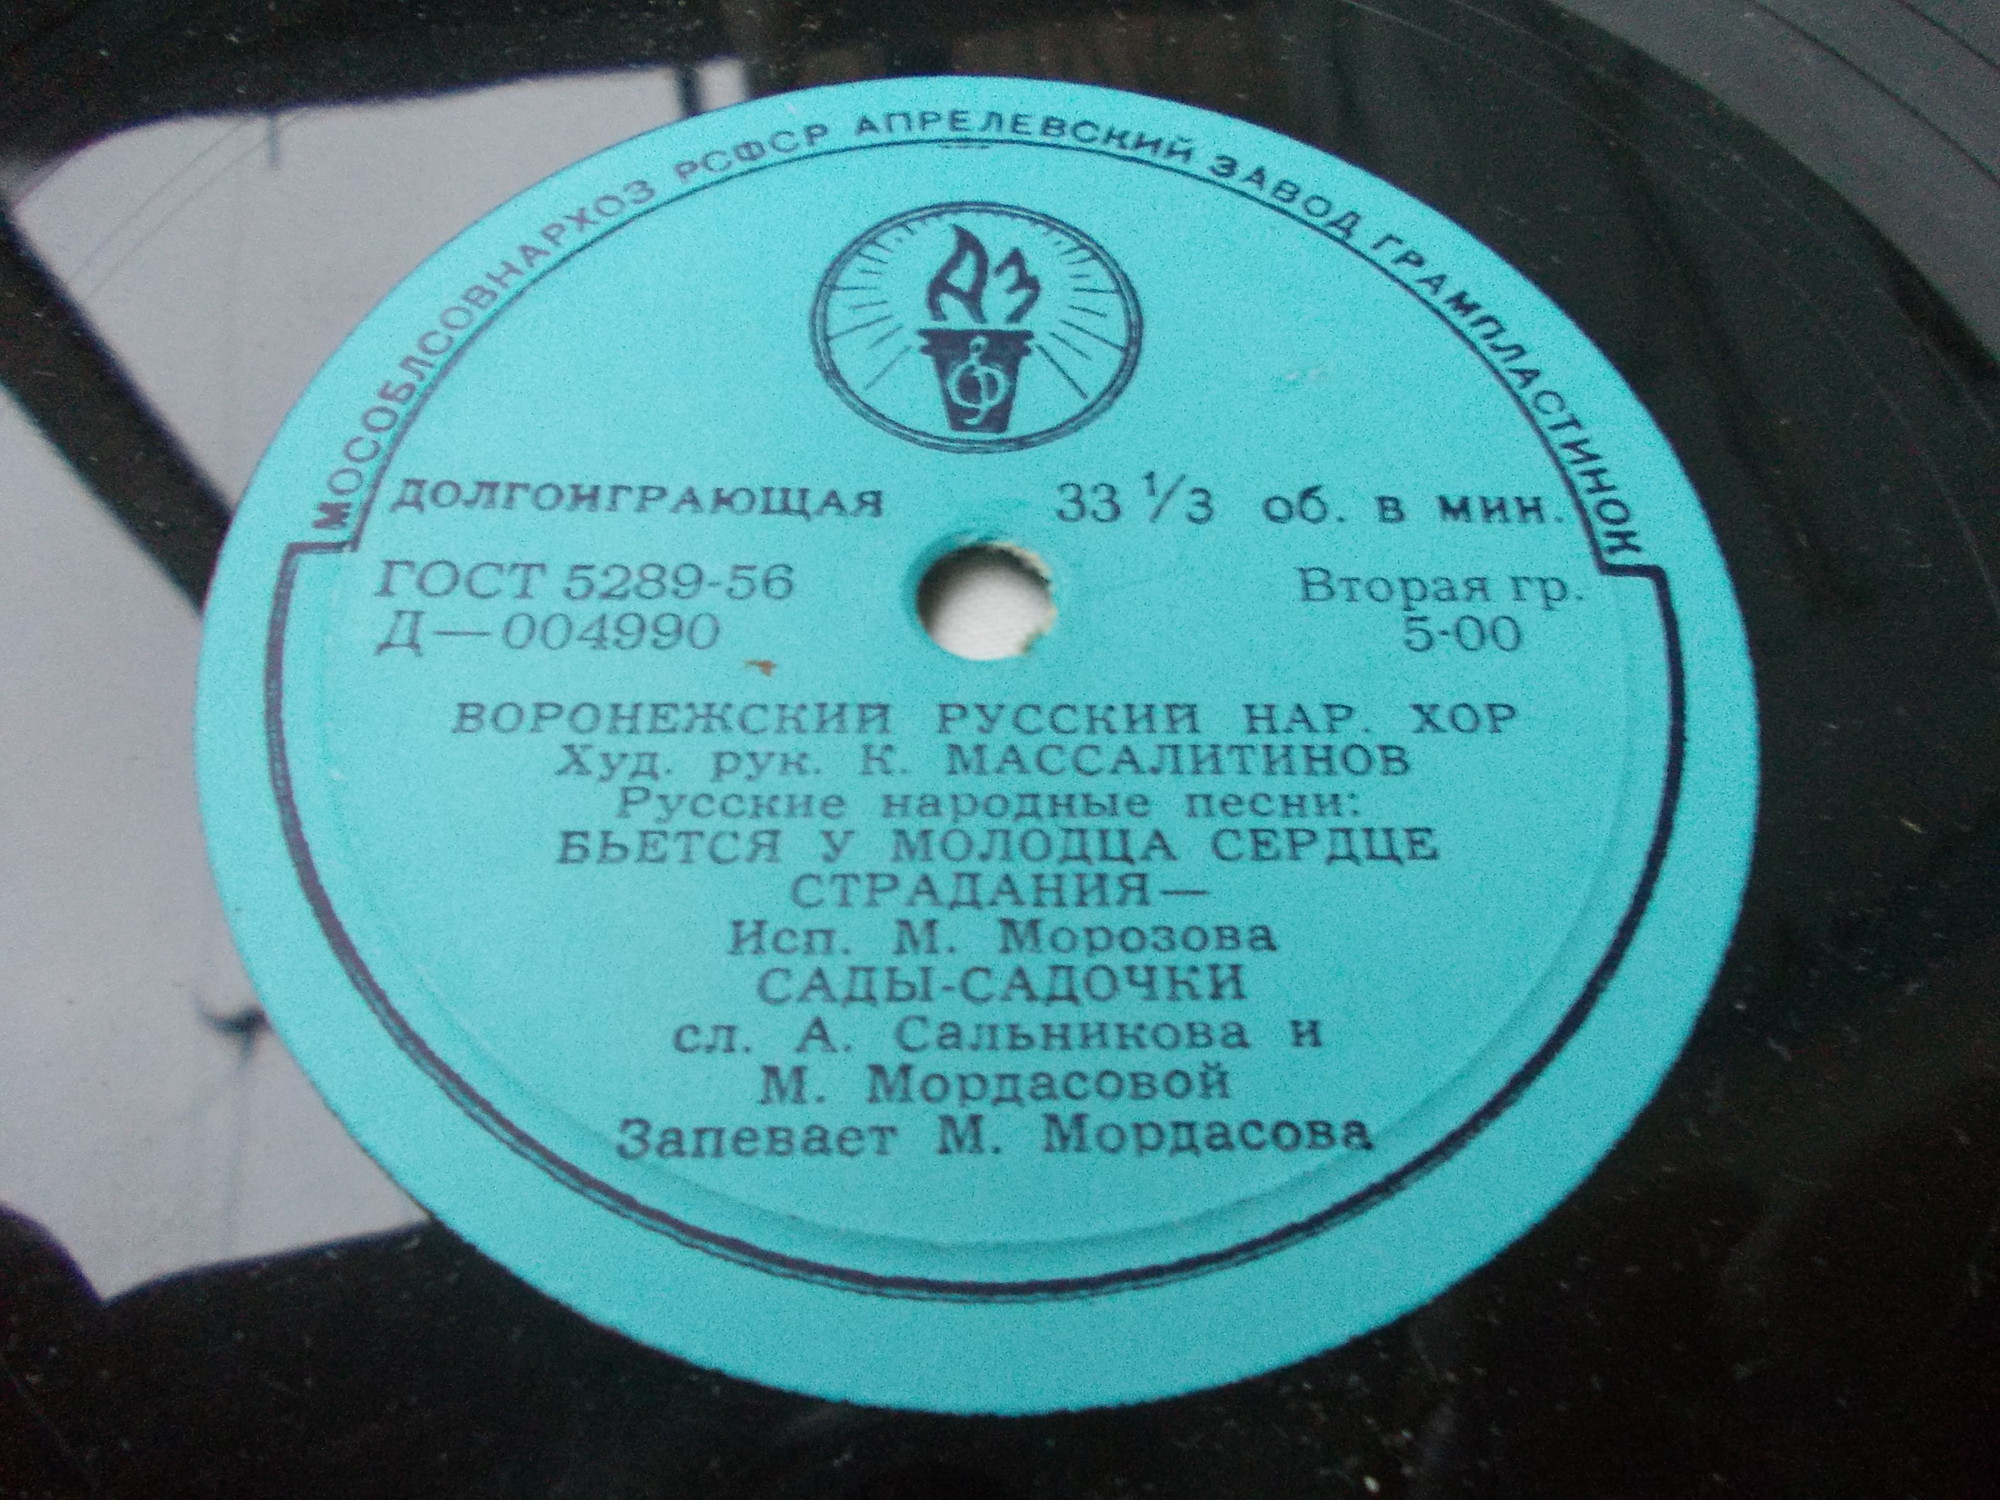 МОСОБЛСОВНАРХОЗ РСФСР АПРЕЛЕВСКИЙ ЗАВОД ГРАМПЛАСТИНОК
АЗ
ДОЛГОИГРАЮЩАЯ 33 1/3 об. в мин.
ГОСТ 5289-56 Вторая гр.
Д—004990 5-00
ВОРОНЕЖСКИЙ РУССКИЙ НАР. ХОР
Худ. рук. К. МАССАЛИТИНОВ
Русские народные песни:
БЬЕТСЯ У МОЛОДЦА СЕРДЦЕ
СТРАДАНИЯ—
Исп. М. Морозова
САДЫ-САДОЧКИ
сл. А. Сальникова и
М. Мордасовой
Запевает М. Мордасова